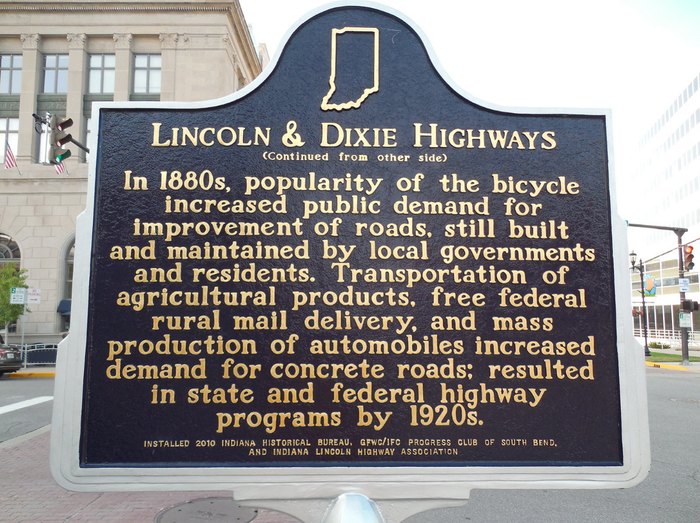 LINCOLN & DIXIE HIGHWAYS
(Continued from other side)
In 1880s, popularity of the bicycle
increased public demand for
improvement of roads, still built
and maintained by local governments
and residents. Transportation of
agricultural products, free federal
rural mail delivery, and mass
production of automobiles increased
demand for concrete roads; resulted
in state and federal highway
programs by 1920s.
INSTALLED 2010 INDIANA HISTORICAL BUREAU, GFWC/IFC PROGRESS CLUB OF SOUTH BEND,
AND INDIANA LINCOLN HIGHWAY ASSOCIATION